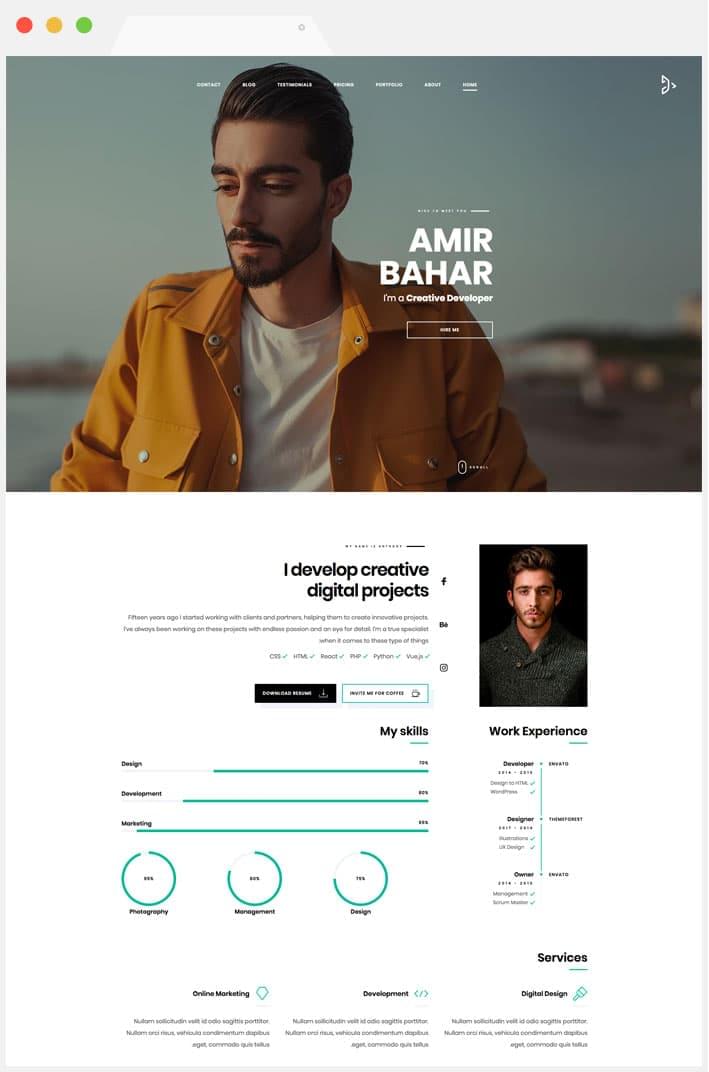 CONTACT BLOG TESTIMONIALS PRICING PORTFOLIO ABOUT HOME
NICE TO MEET YOU
AMIR
BAHAR
I'm a Creative Developer
HIRE ME
SCROLL
MY NAME IS ANTHONY
I develop creative
digital projects
Fifteen years ago I started working with clients and partners, helping them to create innovative projects.
I've always been working on these projects with endless passion and an eye for detail. I'm a true specialist
.when it comes to these type of things
CSS HTML React PHP Python Vue.js
DOWNLOAD RESUME INVITE ME FOR COFFEE
Bē
My skills
Design 70%
Development 80%
Marketing 95%
95% 80% 75%
Photography Management Design
Work Experience
Developer ENVATO
2014 - 2015
Design to HTML
WordPress
Designer THEMEFOREST
2017 - 2015
Illustrations
UX Design
Owner ENVATO
2014 - 2015
Management
Scrum Master
Services
Online Marketing Development Digital Design
Nullam sollicitudin velit id odio sagittis porttitor. Nullam sollicitudin velit id odio sagittis porttitor. Nullam sollicitudin velit id odio sagittis porttitor.
Nullam orci risus, vehicula condimentum dapibus Nullam orci risus, vehicula condimentum dapibus Nullam orci risus, vehicula condimentum dapibus
.eget, commodo quis tellus .eget, commodo quis tellus .eget, commodo quis tellus